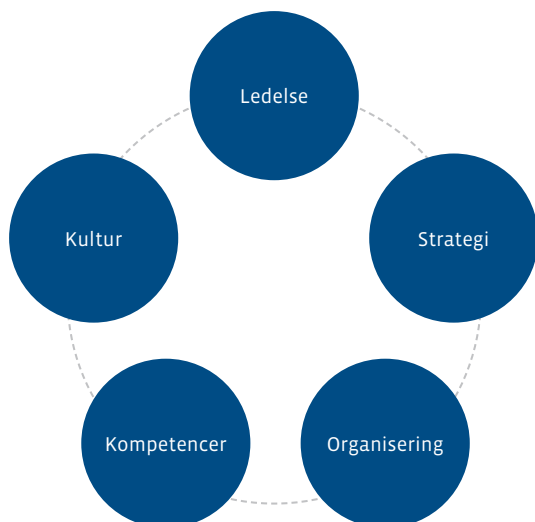 Ledelse
Kultur
Strategi
Kompetencer
Organisering